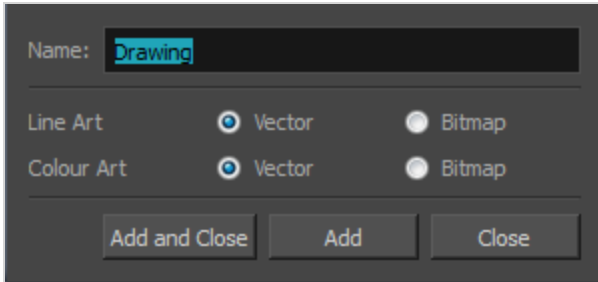 Name: Drawing
Line Art Vector Bitmap
Colour Art Vector Bitmap
Add and Close Add Close